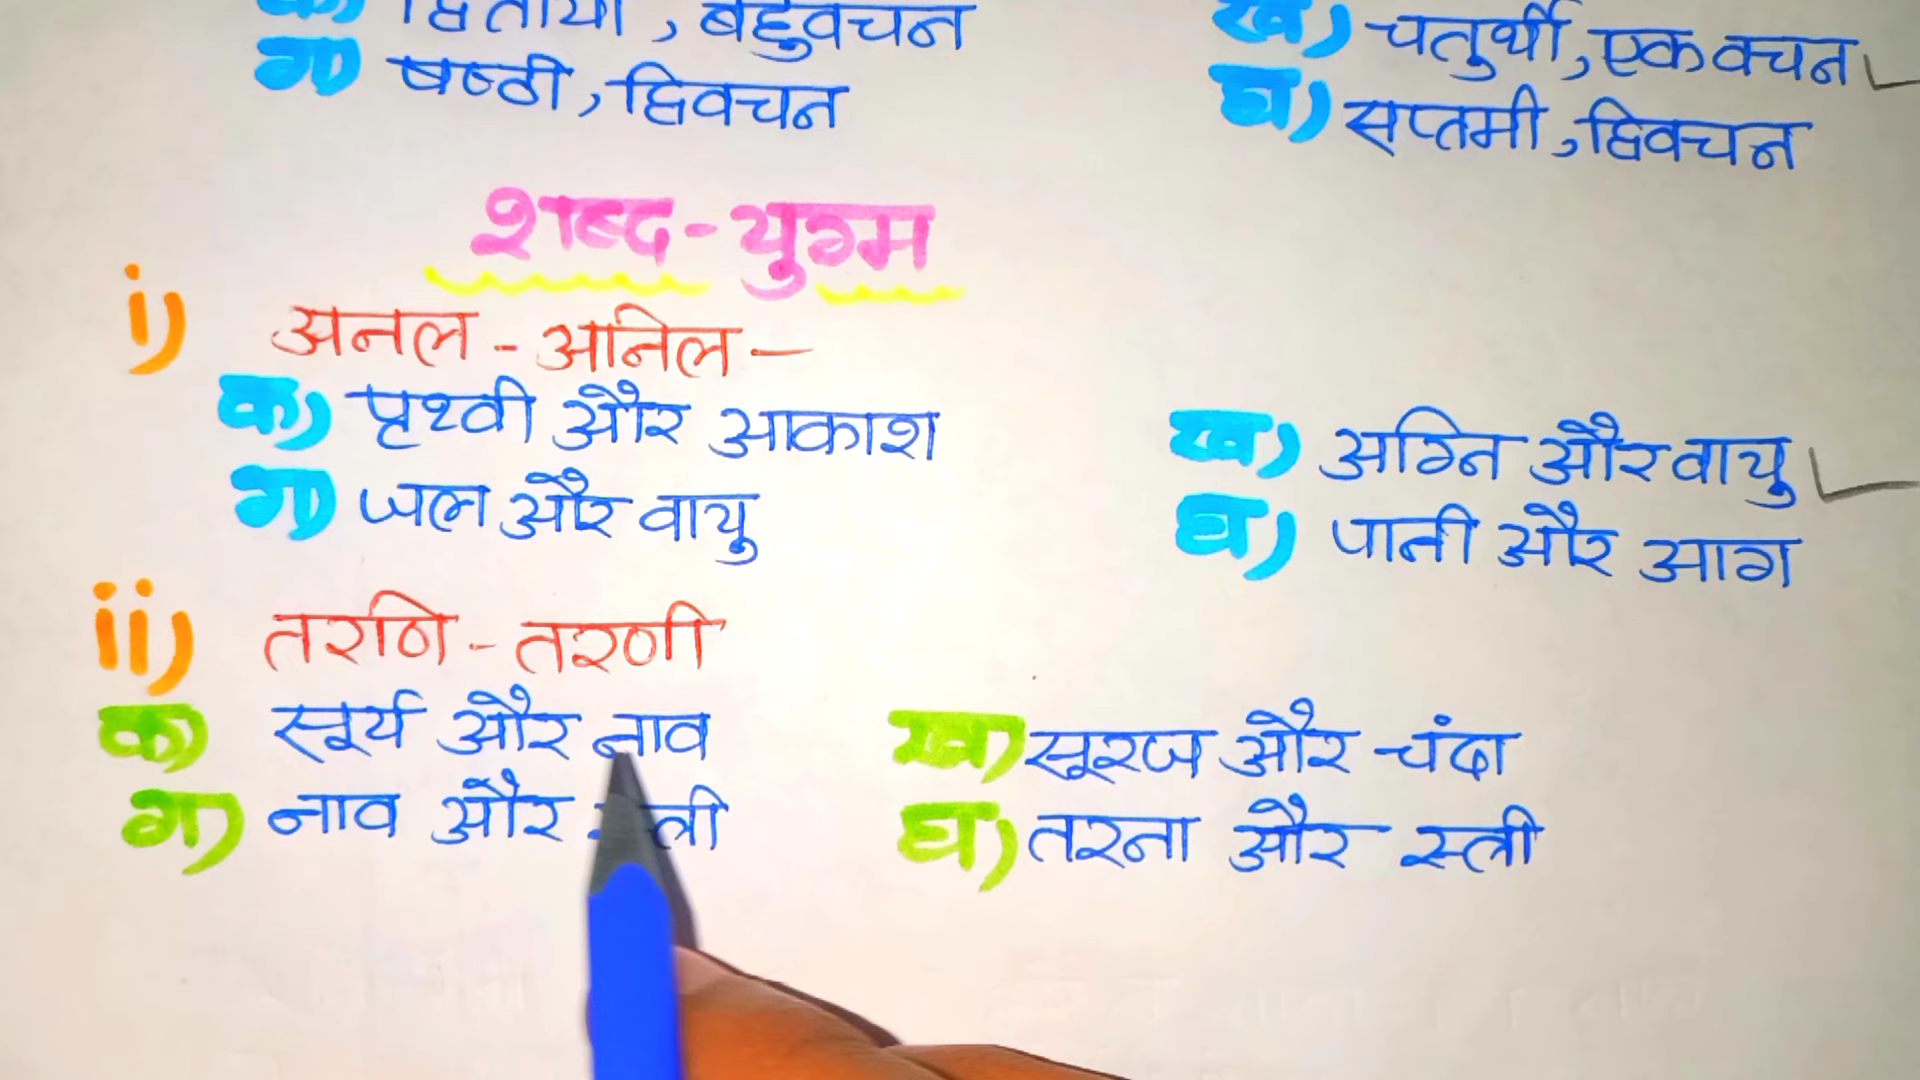 क) द्वितीया, बहुवचन ख) चतुर्थी, एकवचन
ग) षष्ठी, द्विवचन घ) सप्तमी, द्विवचन
शब्द-युग्म
i) अनल - अनिल –
क) पृथ्वी और आकाश ख) अग्नि और वायु
ग) जल और वायु घ) पानी और आग
ii) तरणि - तरणी
क) सूर्य और नाव ख) सूरज और चंदा
ग) नाव और स्त्री घ) तरना और स्त्री